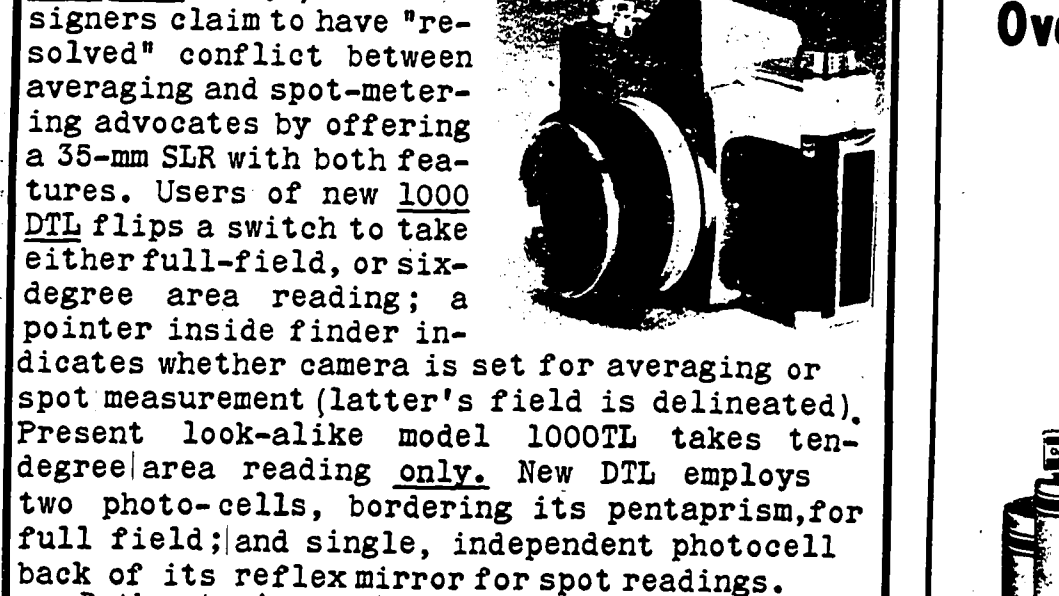 signers claim to have "re-
solved" conflict between
averaging and spot-meter-
ing advocates by offering
a 35-mm SLR with both fea-
tures. Users of new 1000
DTL flips a switch to take
either full-field, or six-
degree area reading; a
pointer inside finder in-
dicates whether camera is set for averaging or
spot measurement (latter's field is delineated).
Present look-alike model 1000TL takes ten-
degree area reading only. New DTL employs
two photo-cells, bordering its pentaprism,for
full field; and single, independent photocell
back of its reflex mirror for spot readings.